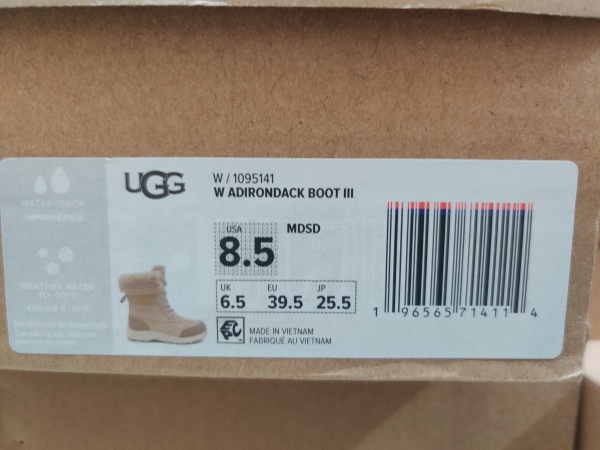 WATERPROOF
IMPERMÉABLE
WEATHER RATED
TO -32°C
UGG
W / 1095141
W ADIRONDACK BOOT III
USA
8.5
MDSD
UK EU JP
6.5 39.5 25.5
MADE IN VIETNAM
FABRIQUÉ AU VIETNAM
1 96565 71411 4